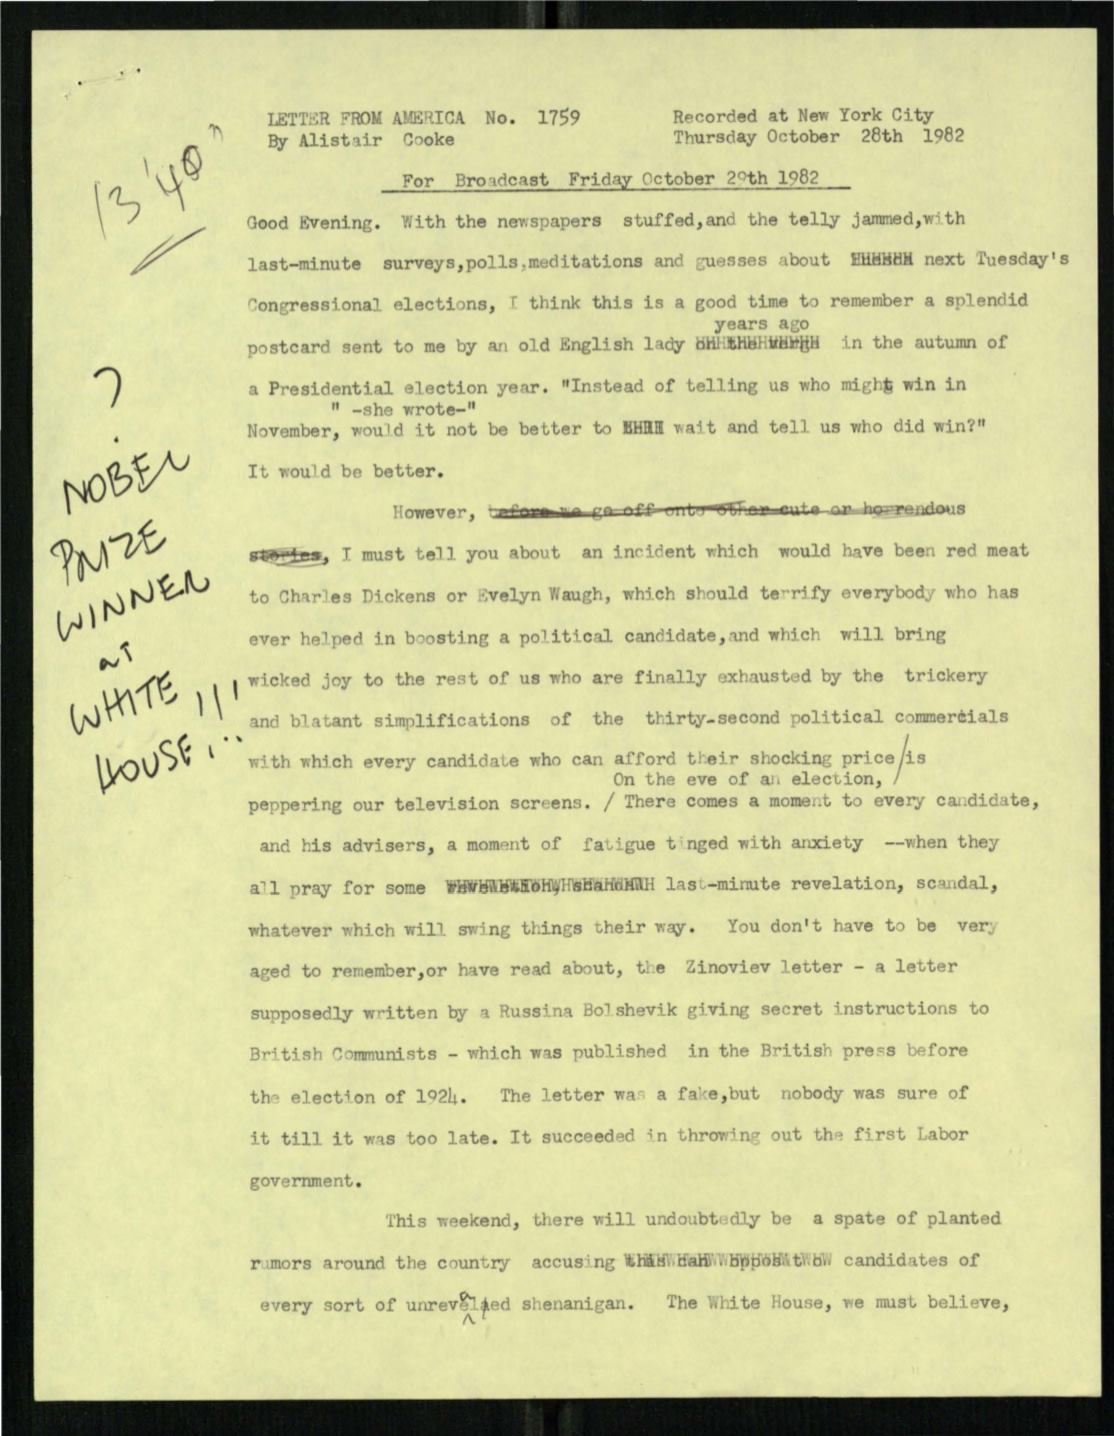 LETTER FROM AMERICA No. 1759 Recorded at New York City
By Alistair Cooke Thursday October 28th 1982
For Broadcast Friday October 29th 1982
13'40"
Good Evening. With the newspapers stuffed,and the telly jammed,with
last-minute surveys,polls,meditations and guesses about next Tuesday's
Congressional elections, I think this is a good time to remember a splendid
years ago
postcard sent to me by an old English lady on the verge in the autumn of
a Presidential election year. "Instead of telling us who might win in
" -she wrote-"
November, would it not be better to wait and tell us who did win?"
It would be better.
However, before we go off onto other cute or horrendous
stories, I must tell you about an incident which would have been red meat
to Charles Dickens or Evelyn Waugh, which should terrify everybody who has
ever helped in boosting a political candidate,and which will bring
wicked joy to the rest of us who are finally exhausted by the trickery
and blatant simplifications of the thirty-second political commercials
with which every candidate who can afford their shocking price/is
On the eve of an election,
peppering our television screens. / There comes a moment to every candidate,
and his advisers, a moment of fatigue tinged with anxiety --when they
all pray for some last-minute revelation, scandal,
whatever which will swing things their way. You don't have to be very
aged to remember,or have read about, the Zinoviev letter - a letter
supposedly written by a Russina Bolshevik giving secret instructions to
British Communists - which was published in the British press before
the election of 1924. The letter was a fake,but nobody was sure of
it till it was too late. It succeeded in throwing out the first Labor
government.
This weekend, there will undoubtedly be a spate of planted
rumors around the country accusing candidates of
every sort of unrevealed shenanigan. The White House, we must believe,
?
NOBEL
PRIZE
WINNER
at
WHITE
HOUSE,..!!!